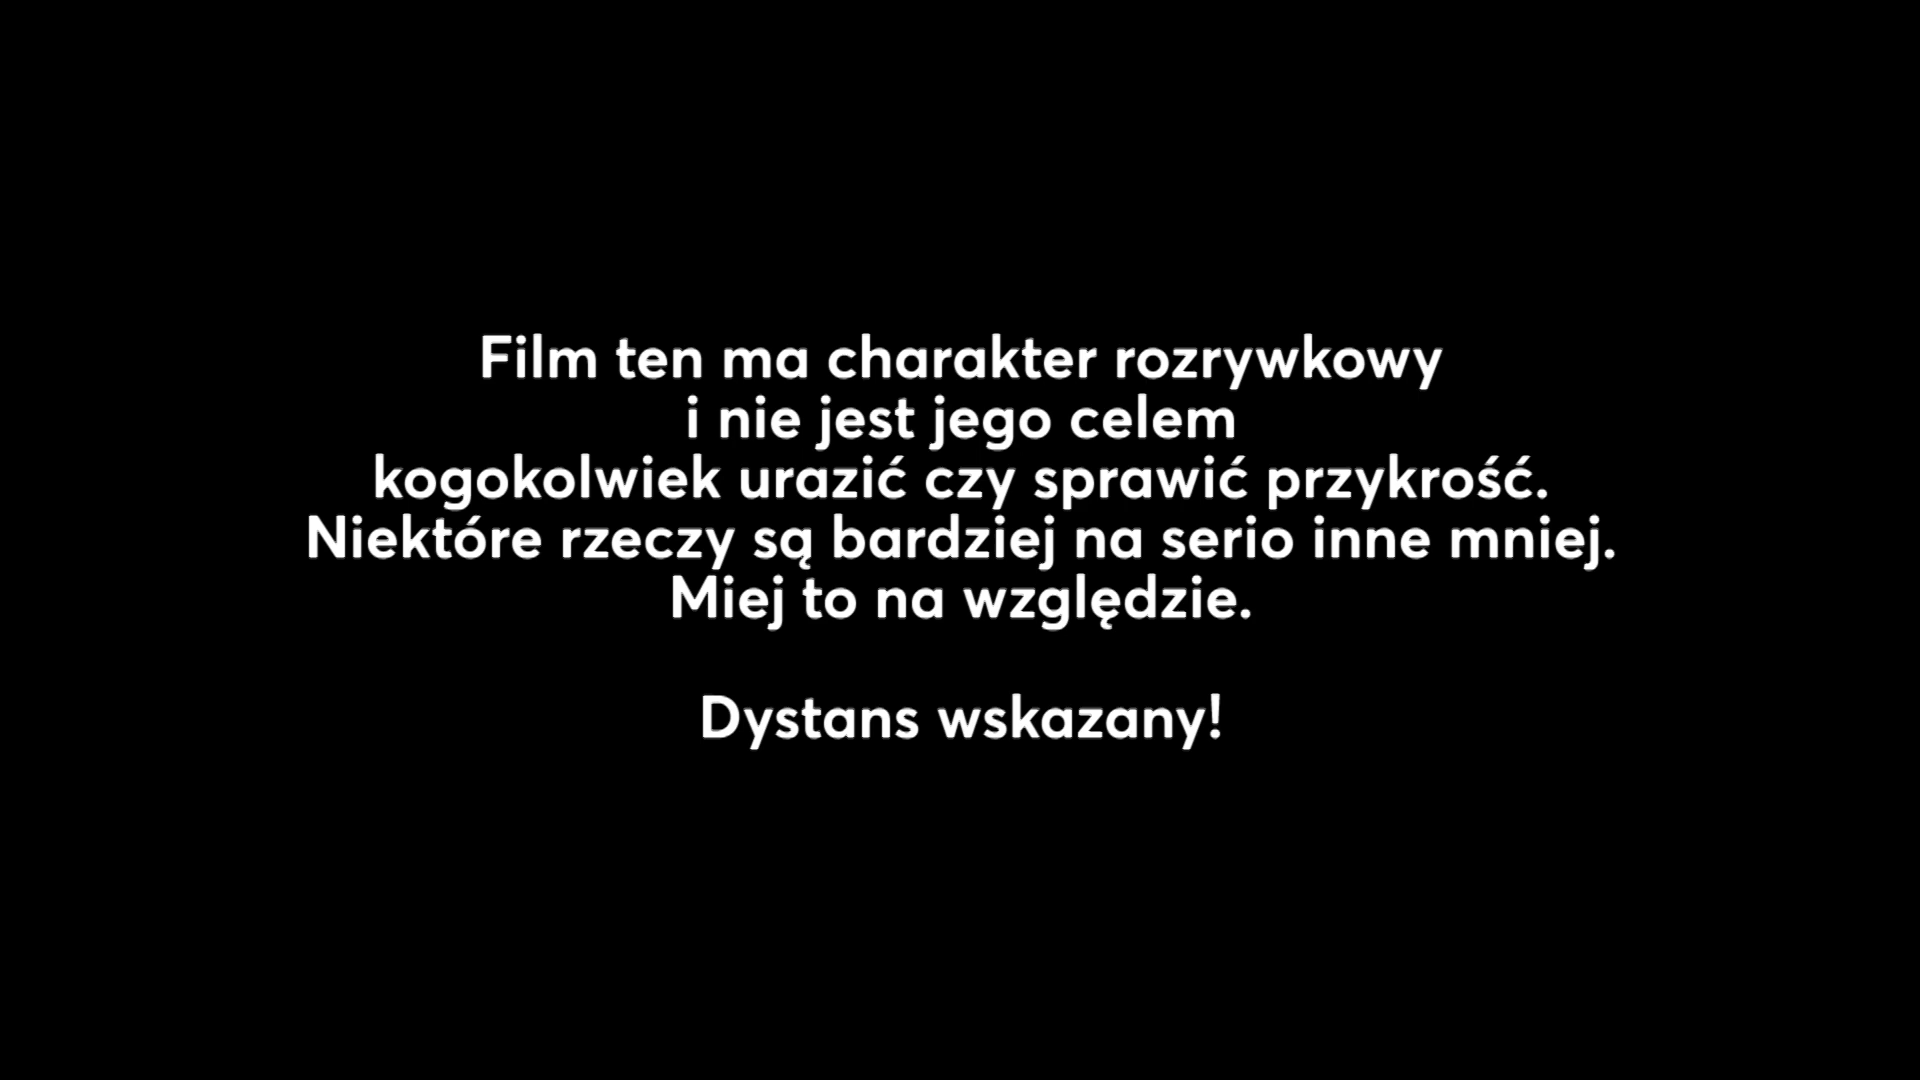 Film ten ma charakter rozrywkowy
i nie jest jego celem
kogokolwiek urazić czy sprawić przykrość.
Niektóre rzeczy są bardziej na serio inne mniej.
Miej to na względzie.
Dystans wskazany!